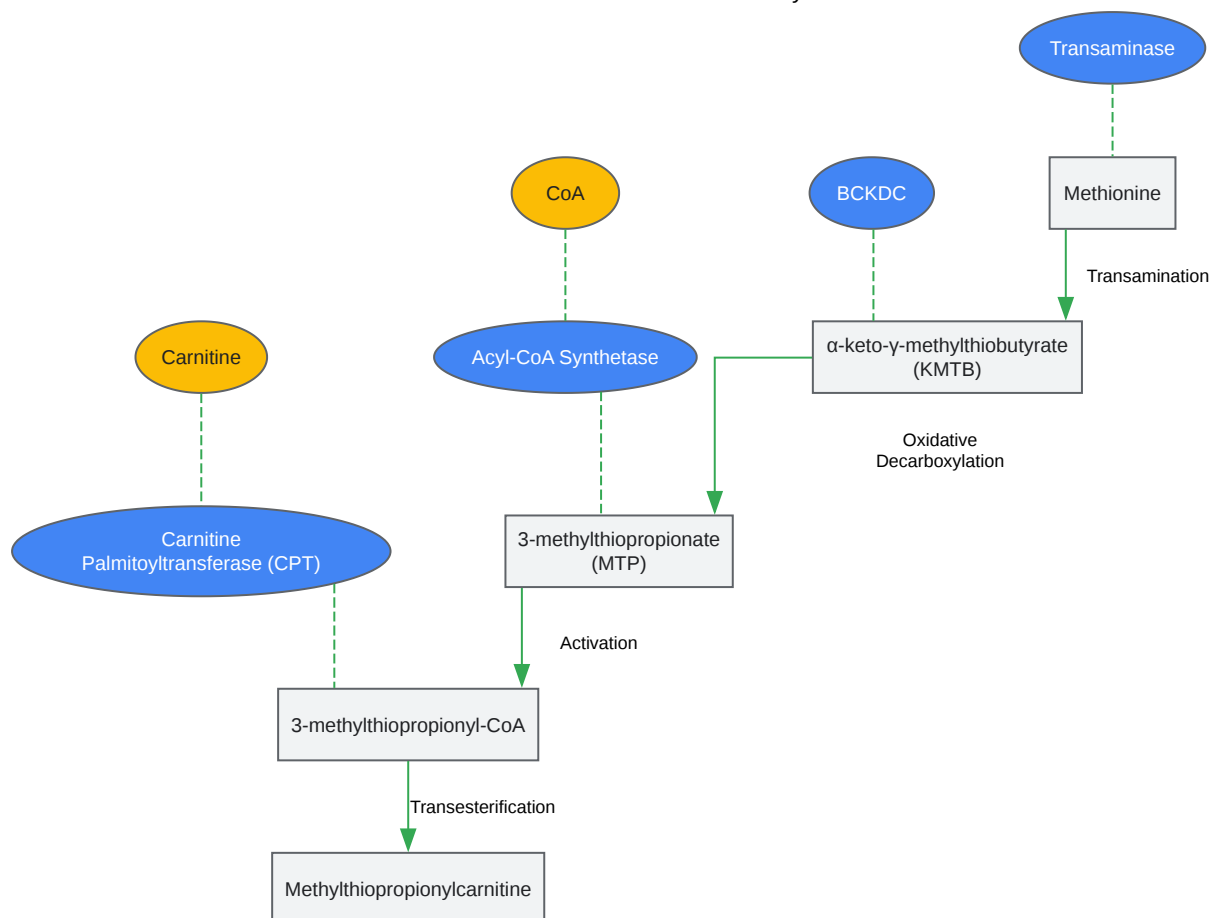 Transaminase
CoA
BCKDC
Methionine
Transamination
Carnitine
Acyl-CoA Synthetase
α-keto-γ-methylthiobutyrate
(KMTB)
Oxidative
Decarboxylation
Carnitine
Palmitoyltransferase (CPT)
3-methylthiopropionate
(MTP)
Activation
3-methylthiopropionyl-CoA
Transesterification
Methylthiopropionylcarnitine